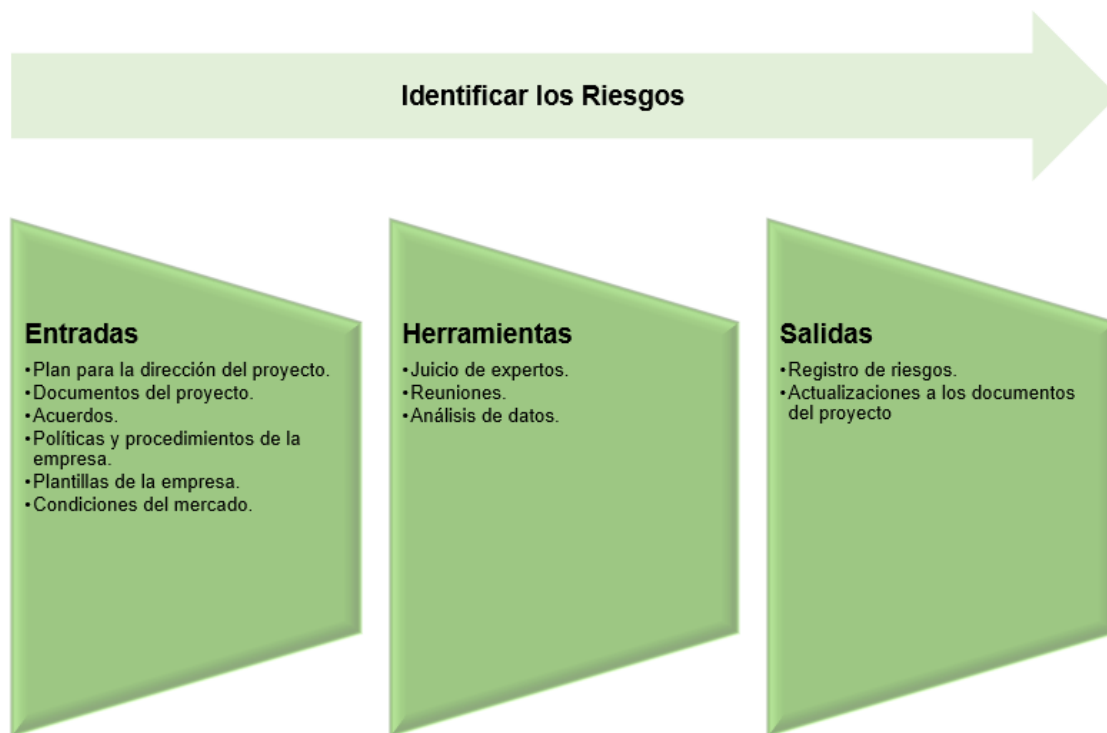 Identificar los Riesgos
Entradas
•Plan para la dirección del proyecto.
•Documentos del proyecto.
•Acuerdos.
•Políticas y procedimientos de la
empresa.
•Plantillas de la empresa.
•Condiciones del mercado.
Herramientas
•Juicio de expertos.
•Reuniones.
•Análisis de datos.
Salidas
•Registro de riesgos.
•Actualizaciones a los documentos
del proyecto